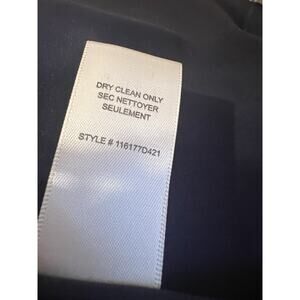 DRY CLEAN ONLY
SEC NETTOYER
SEULEMENT
STYLE # 116177D421